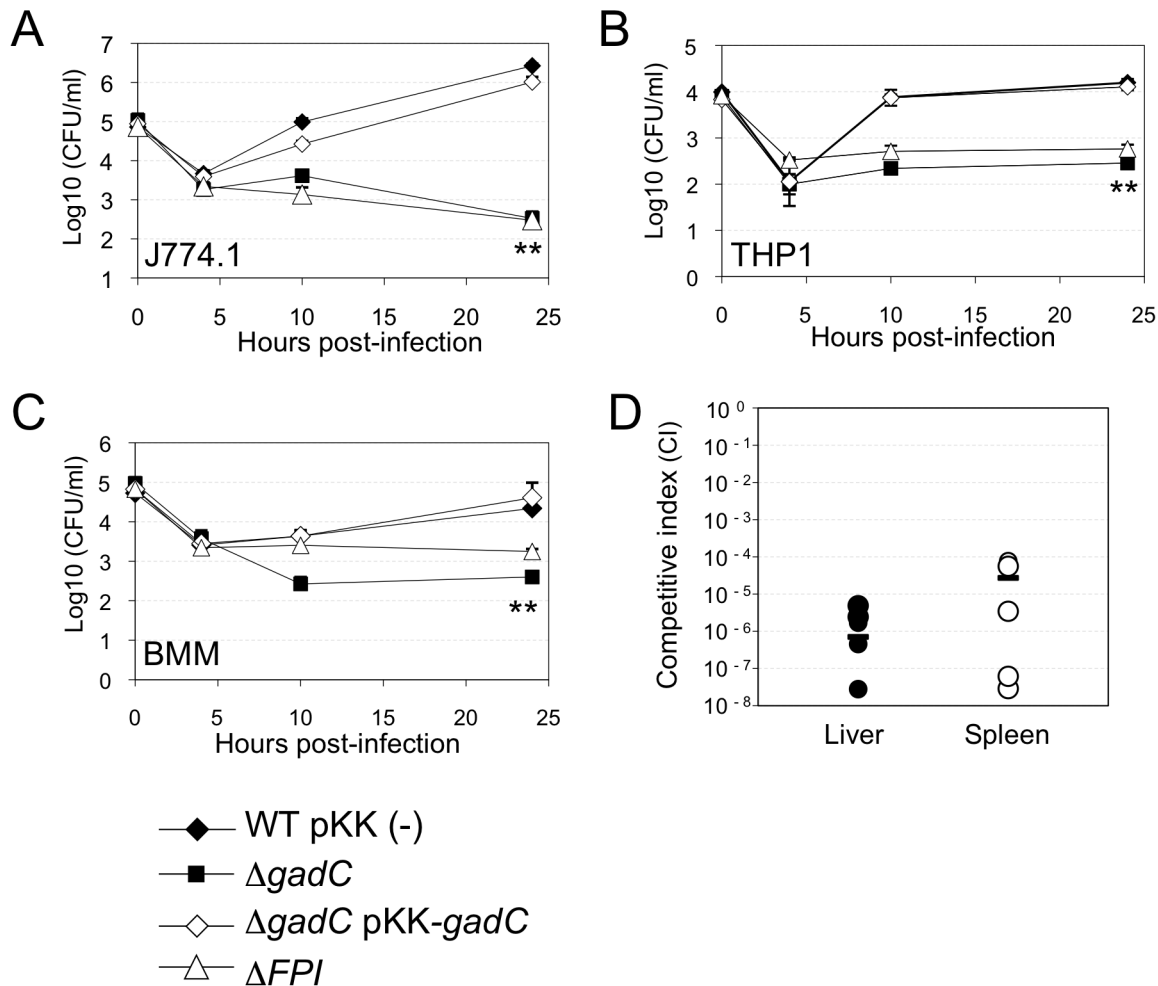 A
Log10 (CFU/ml)
7
6
5
4
3
2
1
J774.1
**
0 5 10 15 20 25
Hours post-infection
B
Log10 (CFU/ml)
5
4
3
2
1
0
THP1
**
0 5 10 15 20 25
Hours post-infection
C
Log10 (CFU/ml)
6
5
4
3
2
1
0
BMM
**
0 5 10 15 20 25
Hours post-infection
D
Competitive index (CI)
10 0
10 -1
10 -2
10 -3
10 -4
10 -5
10 -6
10 -7
10 -8
Liver Spleen
WT pKK (-)
ΔgadC
ΔgadC pKK-gadC
ΔFPI